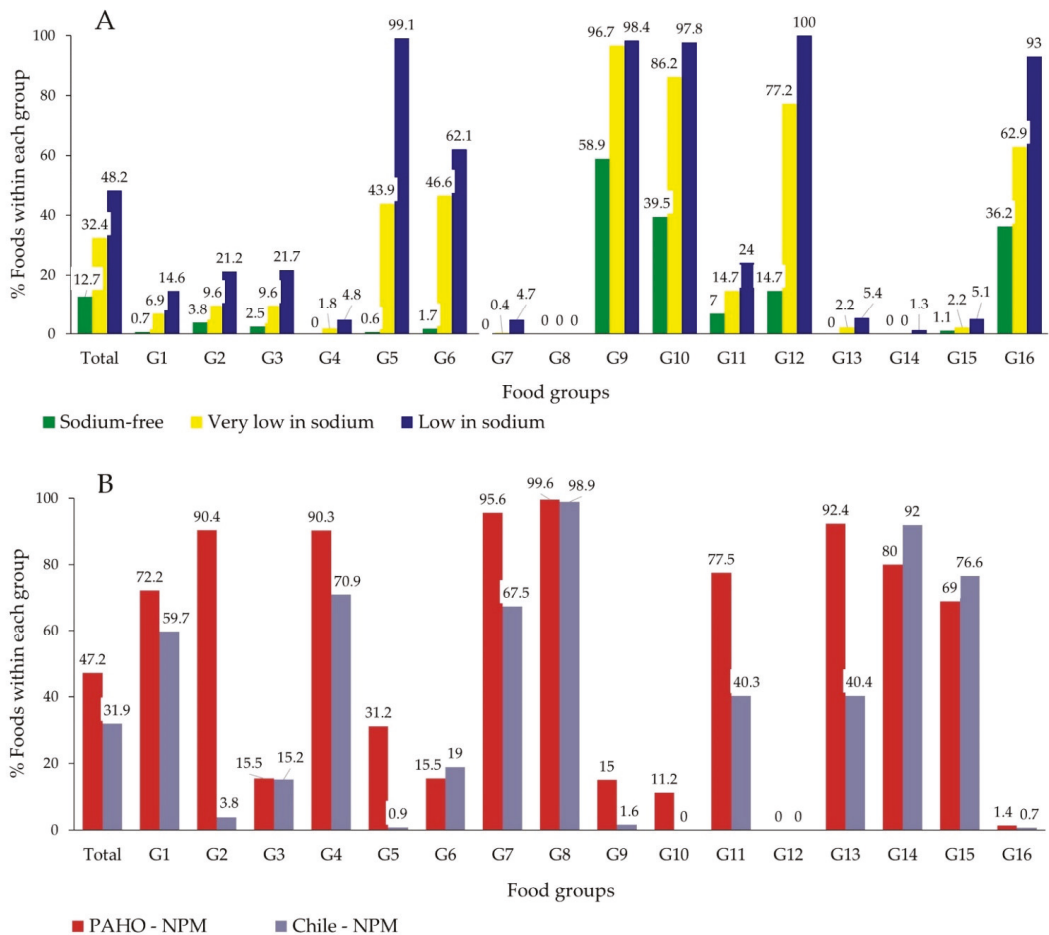 A
% Foods within each group
100
80
60
40
20
0
12.7 32.4 48.2
0.7 6.9 14.6
3.8 9.6 21.2
2.5 9.6 21.7
0 1.8 4.8
0.6 43.9 99.1
1.7 46.6 62.1
0 0.4 4.7
0 0 0
58.9 96.7 98.4
39.5 86.2 97.8
7 14.7 24
14.7 77.2 100
0 2.2 5.4
0 0 1.3
1.1 2.2 5.1
36.2 62.9 93
Total G1 G2 G3 G4 G5 G6 G7 G8 G9 G10 G11 G12 G13 G14 G15 G16
Food groups
Sodium-free Very low in sodium Low in sodium
B
% Foods within each group
100
80
60
40
20
0
47.2 31.9
72.2 59.7
90.4 3.8
15.5 15.2
90.3 70.9
31.2 0.9
15.5 19
95.6 67.5
99.6 98.9
15 1.6
11.2 0
77.5 40.3
0 0
92.4 40.4
80 92
69 76.6
1.4 0.7
Total G1 G2 G3 G4 G5 G6 G7 G8 G9 G10 G11 G12 G13 G14 G15 G16
Food groups
PAHO - NPM Chile - NPM